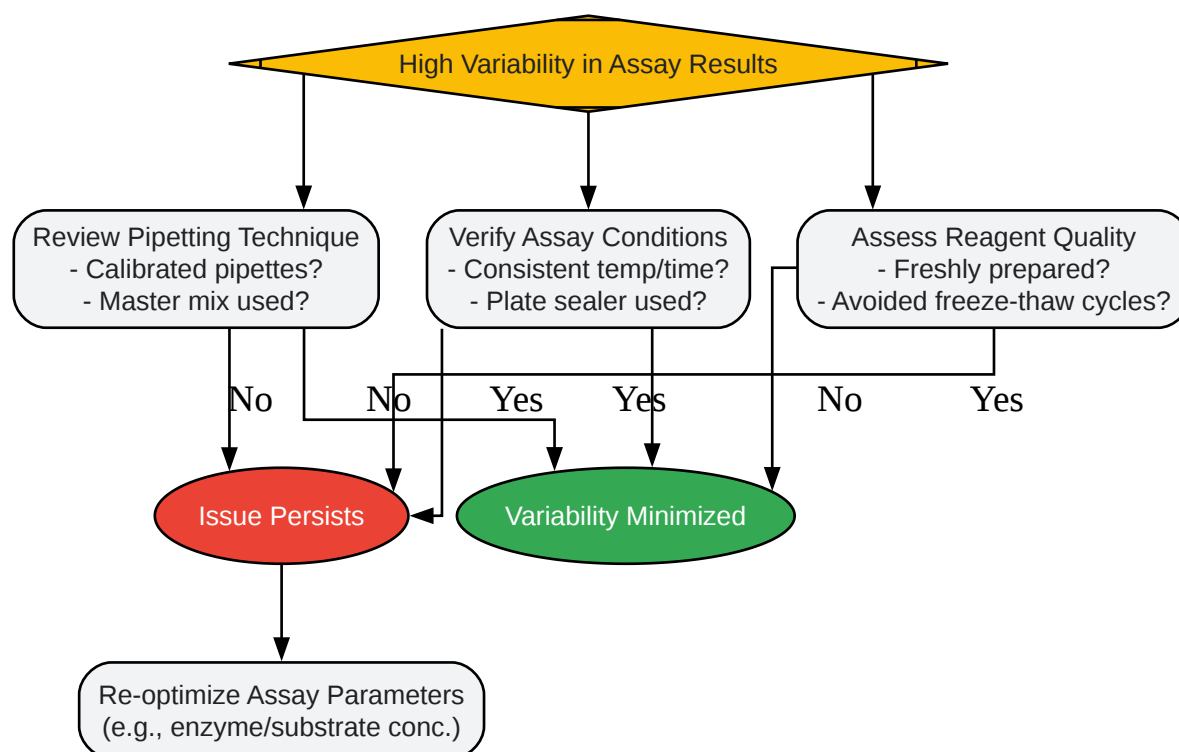 High Variability in Assay Results
Review Pipetting Technique
- Calibrated pipettes?
- Master mix used?
Verify Assay Conditions
- Consistent temp/time?
- Plate sealer used?
Assess Reagent Quality
- Freshly prepared?
- Avoided freeze-thaw cycles?
No
No
Yes
Yes
No
Yes
Issue Persists
Variability Minimized
Re-optimize Assay Parameters
(e.g., enzyme/substrate conc.)